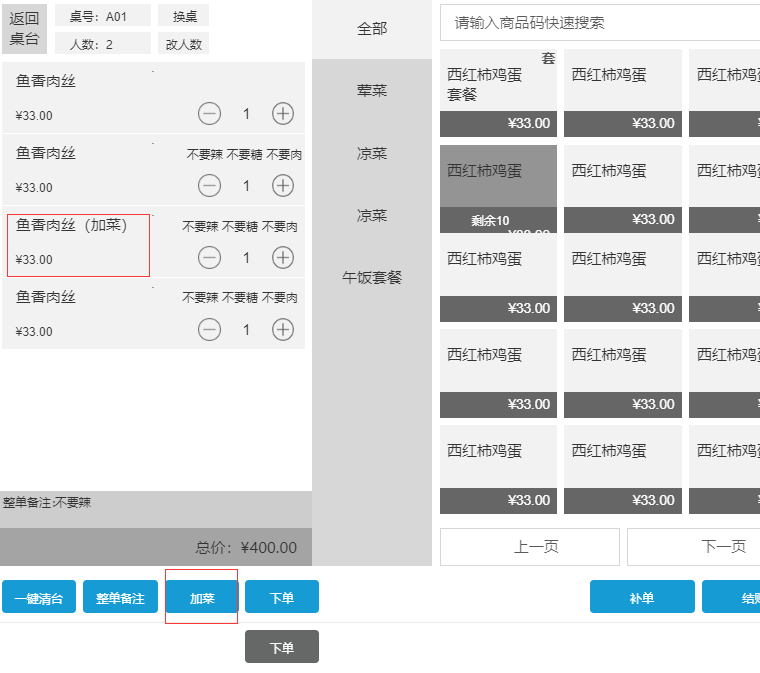 返回
桌台
桌号：A01
换桌
人数：2
改人数
鱼香肉丝
¥33.00
1
鱼香肉丝
不要辣 不要糖 不要肉
¥33.00
1
鱼香肉丝（加菜）
不要辣 不要糖 不要肉
¥33.00
1
鱼香肉丝
不要辣 不要糖 不要肉
¥33.00
1
整单备注:不要辣
总价：¥400.00
全部
荤菜
凉菜
凉菜
午饭套餐
请输入商品码快速搜索
套
西红柿鸡蛋
套餐
¥33.00
西红柿鸡蛋
¥33.00
西红柿鸡
西红柿鸡蛋
剩余10
西红柿鸡蛋
¥33.00
西红柿鸡
西红柿鸡蛋
¥33.00
西红柿鸡蛋
¥33.00
西红柿鸡
西红柿鸡蛋
¥33.00
西红柿鸡蛋
¥33.00
西红柿鸡
西红柿鸡蛋
¥33.00
西红柿鸡蛋
¥33.00
西红柿鸡
上一页
下一页
一键清台
整单备注
加菜
下单
补单
结
下单